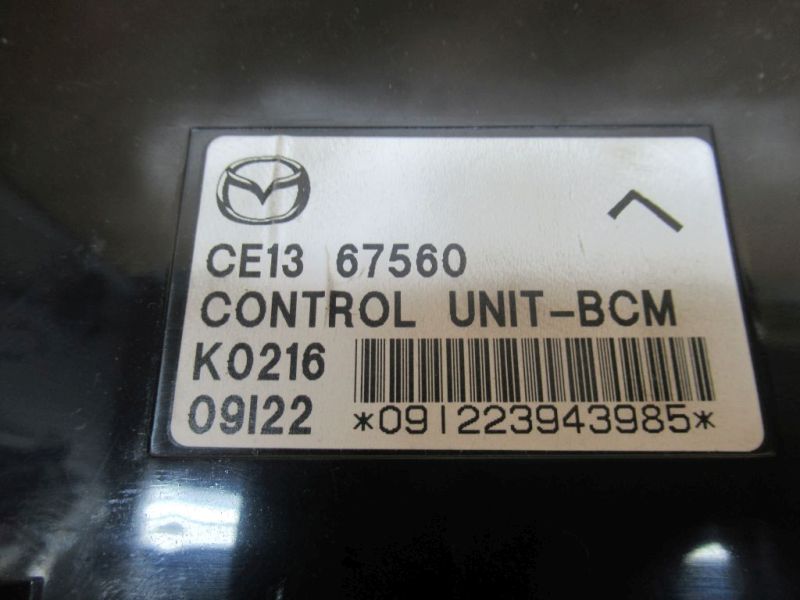 CE13 67560
CONTROL UNIT-BCM
K0216
09I22
*09I223943985*